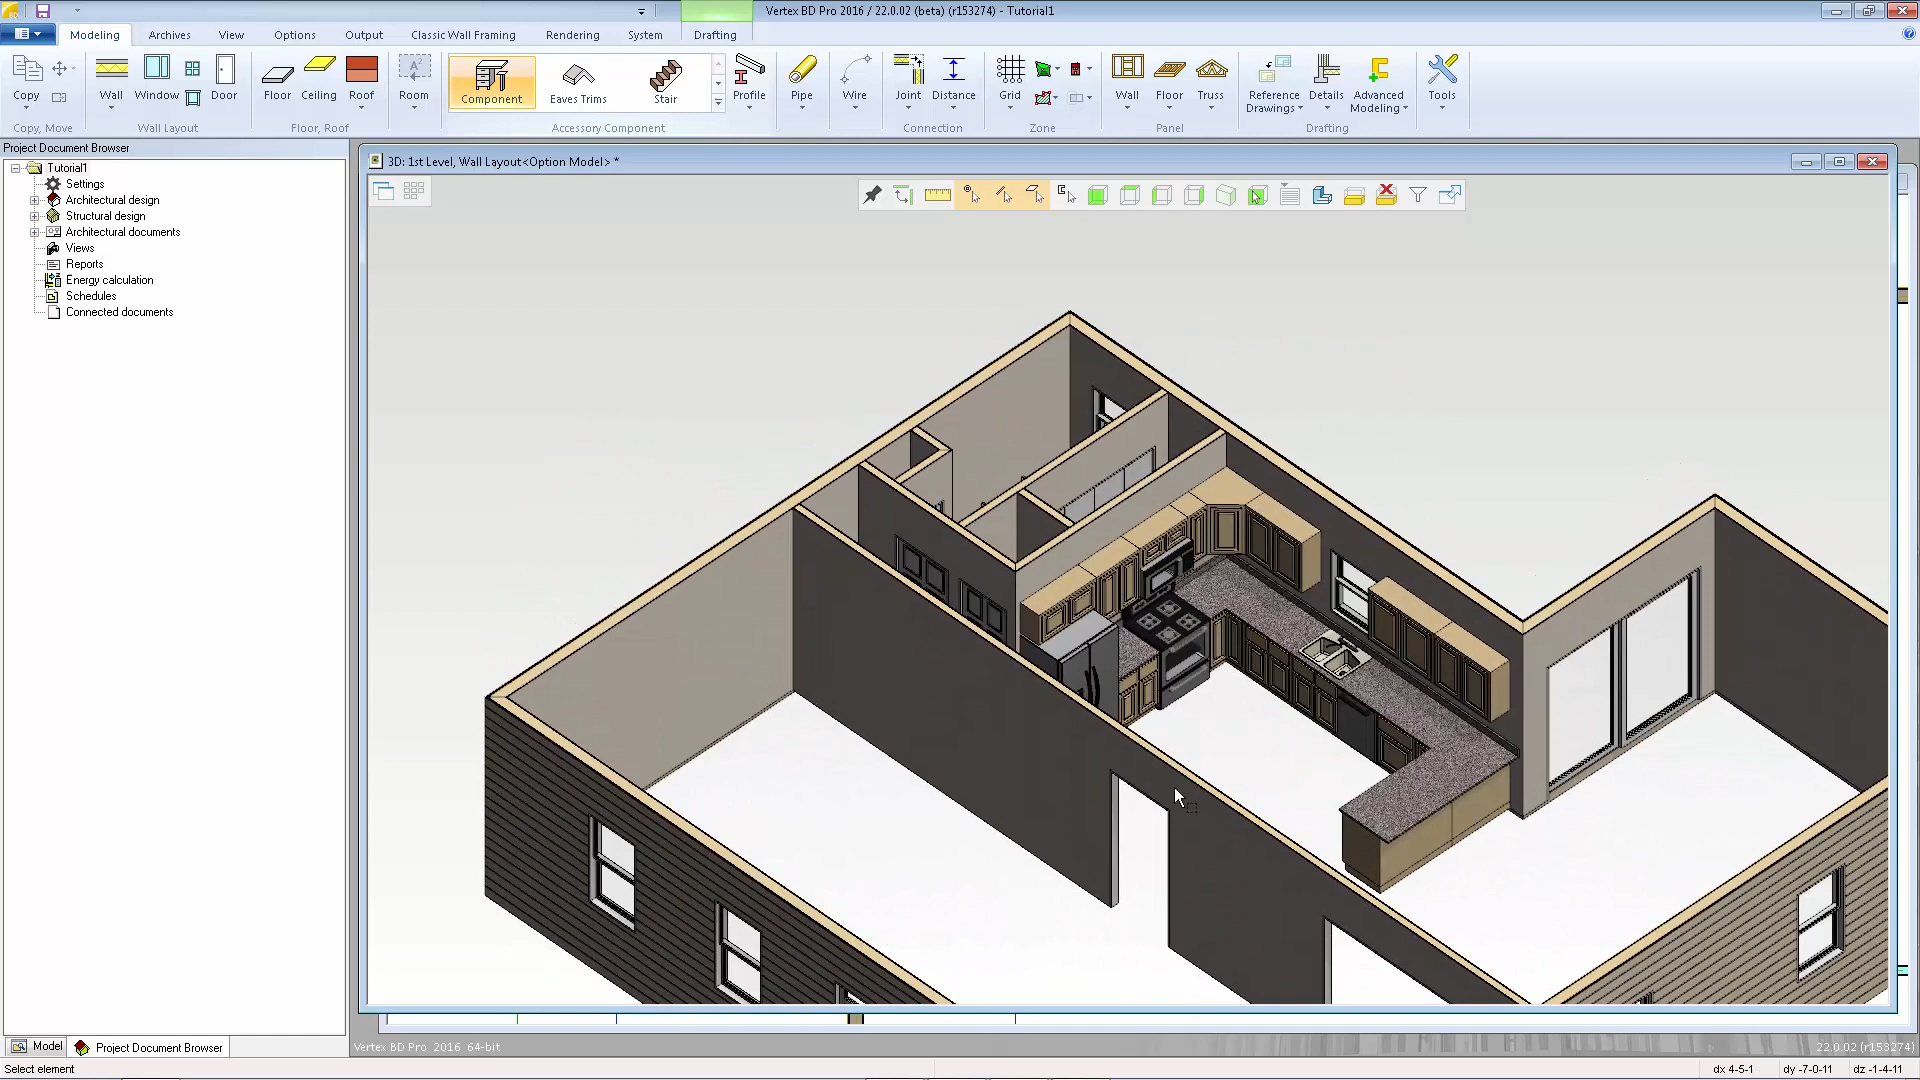 Vertex BD Pro 2016 / 22.0.02 (beta) (r153274) - Tutorial1
Modeling Archives View Options Output Classic Wall Framing Rendering System Drafting
Copy Wall Window Door Floor Ceiling Roof Room Component Eaves Trims Stair Profile Pipe Wire Joint Distance Grid Wall Floor Truss Reference Drawings Details Advanced Modeling Tools
Copy, Move Wall Layout Floor, Roof Accessory Component Connection Zone Panel Drafting
Project Document Browser
3D: 1st Level, Wall Layout<Option Model> *
Tutorial1
Settings
Architectural design
Structural design
Architectural documents
Views
Reports
Energy calculation
Schedules
Connected documents
Model Project Document Browser
Vertex BD Pro 2016 64-bit
22.0.02 (r153274)
Select element
dx 4-5-1 dy -7-0-11 dz -1-4-11